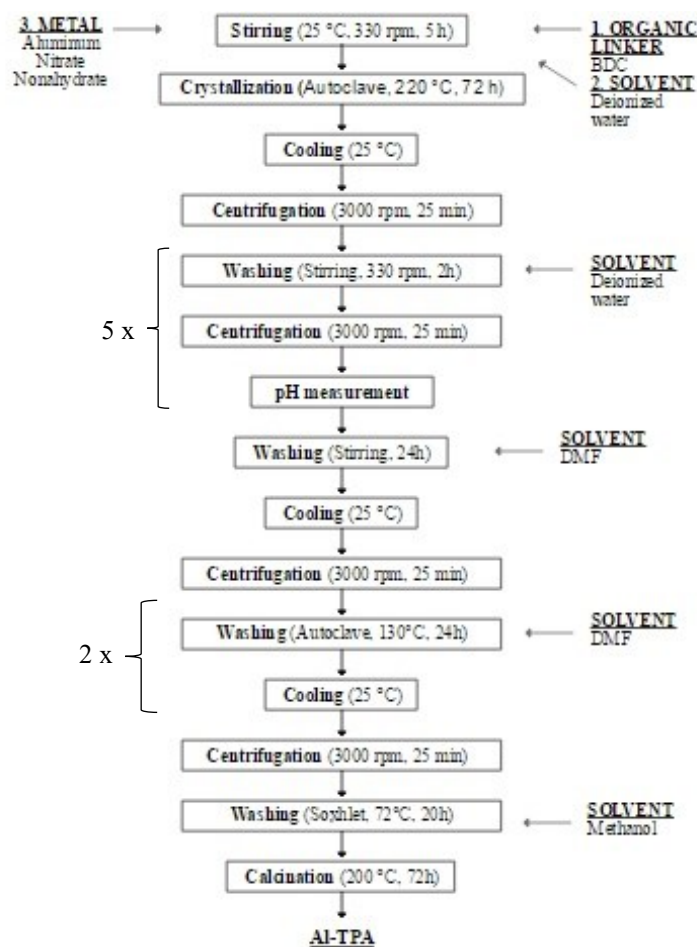 3. METAL
Aluminum
Nitrate
Nonahydrate
Stirring (25 °C, 330 rpm, 5 h)
1. ORGANIC
LINKER
BDC
2. SOLVENT
Deionized
water
Crystallization (Autoclave, 220 °C, 72 h)
Cooling (25 °C)
Centrifugation (3000 rpm, 25 min)
5 x
Washing (Stirring, 330 rpm, 2h)
SOLVENT
Deionized
water
Centrifugation (3000 rpm, 25 min)
pH measurement
Washing (Stirring, 24h)
SOLVENT
DMF
Cooling (25 °C)
Centrifugation (3000 rpm, 25 min)
2 x
Washing (Autoclave, 130°C, 24h)
SOLVENT
DMF
Cooling (25 °C)
Centrifugation (3000 rpm, 25 min)
Washing (Soxhlet, 72°C, 20h)
SOLVENT
Methanol
Calcination (200 °C, 72h)
Al-TPA